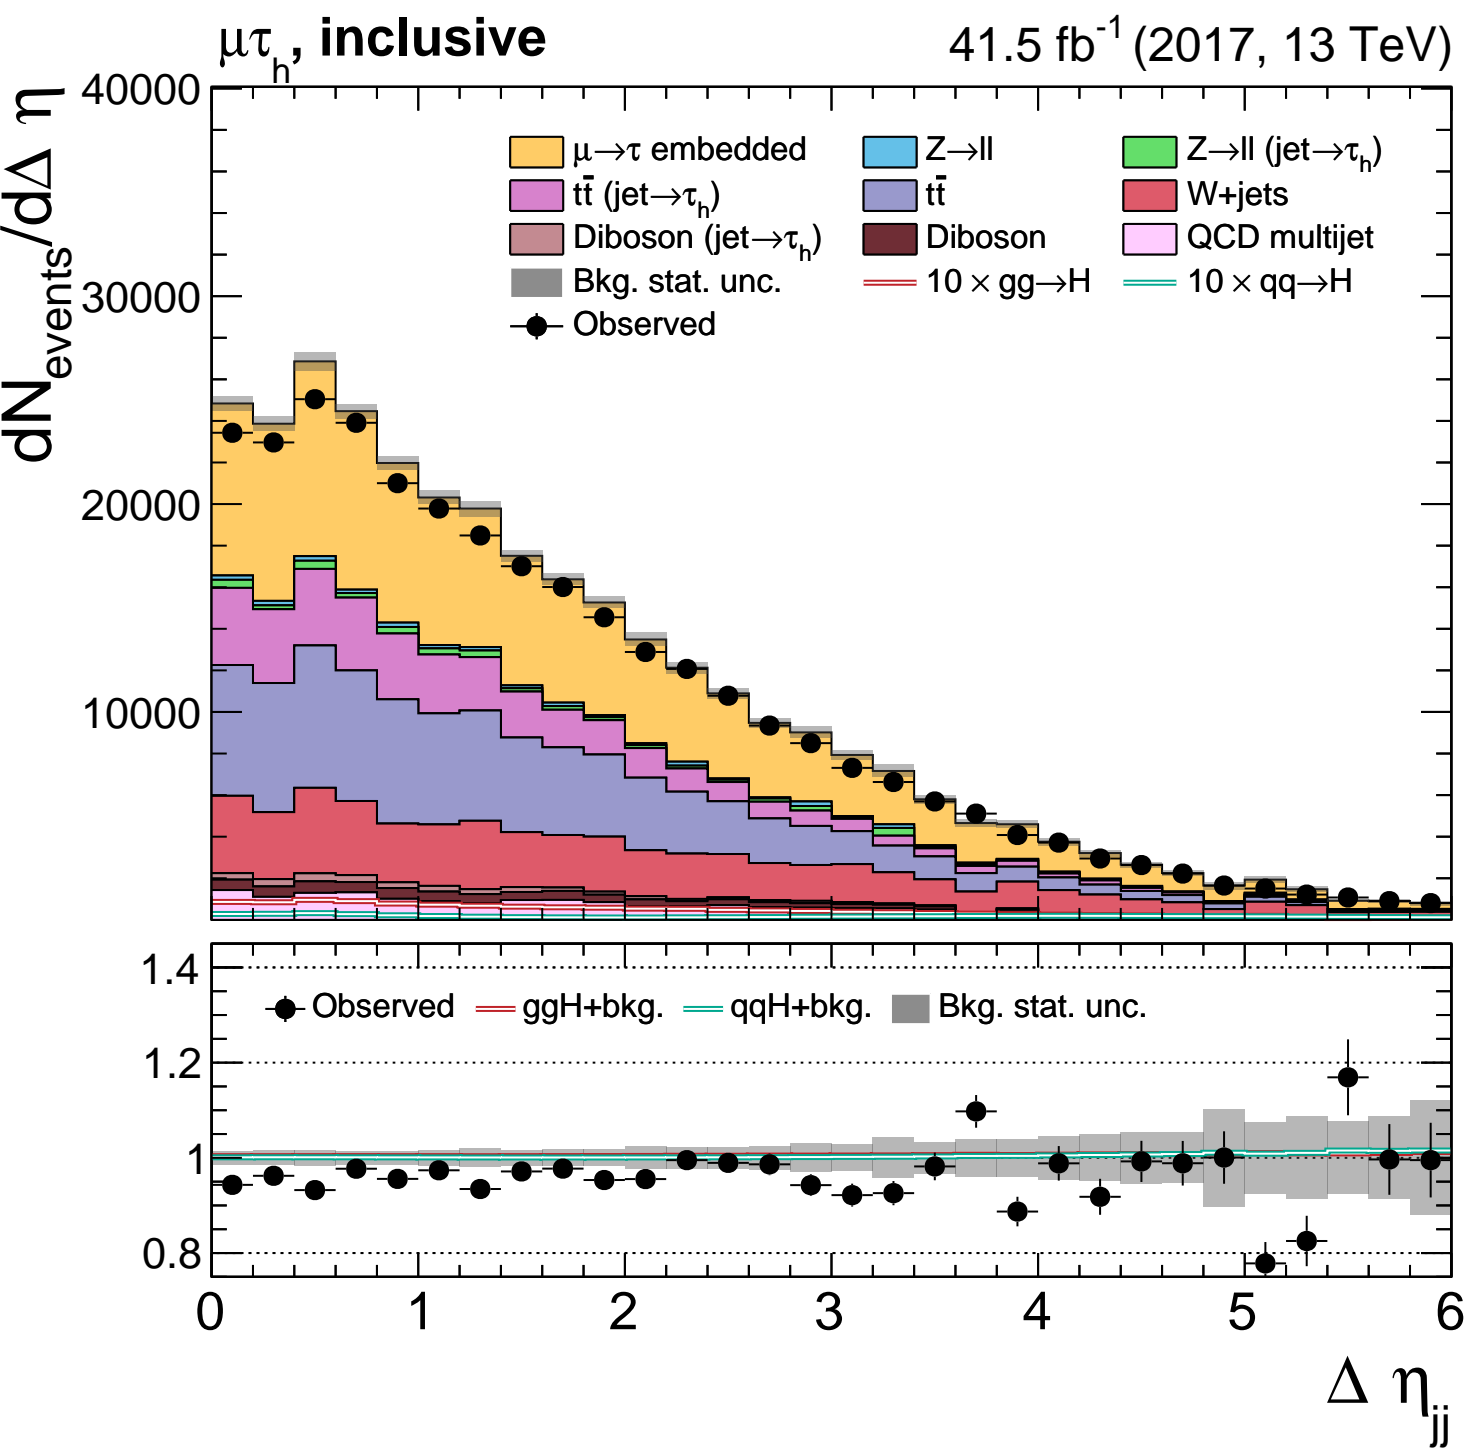 μτh, inclusive
41.5 fb-1 (2017, 13 TeV)
dNevents/dΔ η
40000
30000
20000
10000
μ→τ embedded
Z→ll
Z→ll (jet→τh)
tt̄ (jet→τh)
tt̄
W+jets
Diboson (jet→τh)
Diboson
QCD multijet
Bkg. stat. unc.
10 × gg→H
10 × qq→H
Observed
1.4
1.2
1
0.8
Observed
ggH+bkg.
qqH+bkg.
Bkg. stat. unc.
0 1 2 3 4 5 6
Δ ηjj